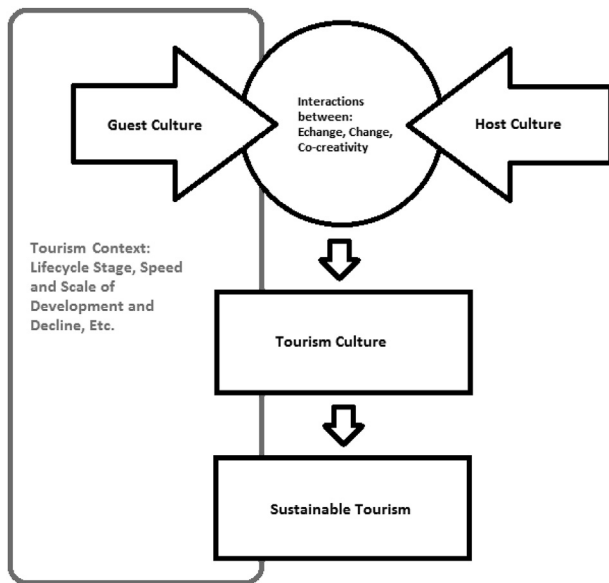 Guest Culture
Interactions
between:
Echange, Change,
Co-creativity
Host Culture
Tourism Context:
Lifecycle Stage, Speed
and Scale of
Development and
Decline, Etc.
Tourism Culture
Sustainable Tourism